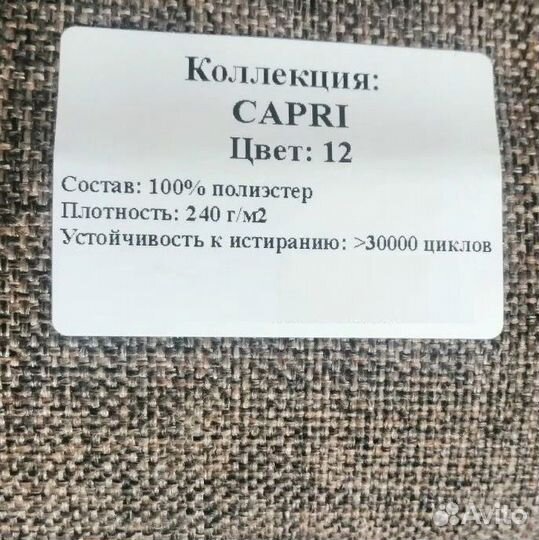 Коллекция:
CAPRI
Цвет: 12
Состав: 100% полиэстер
Плотность: 240 г/м2
Устойчивость к истиранию: >30000 циклов
Avito